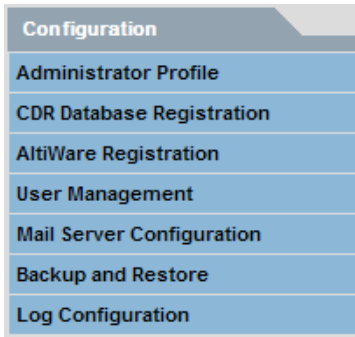 Configuration
Administrator Profile
CDR Database Registration
AltiWare Registration
User Management
Mail Server Configuration
Backup and Restore
Log Configuration